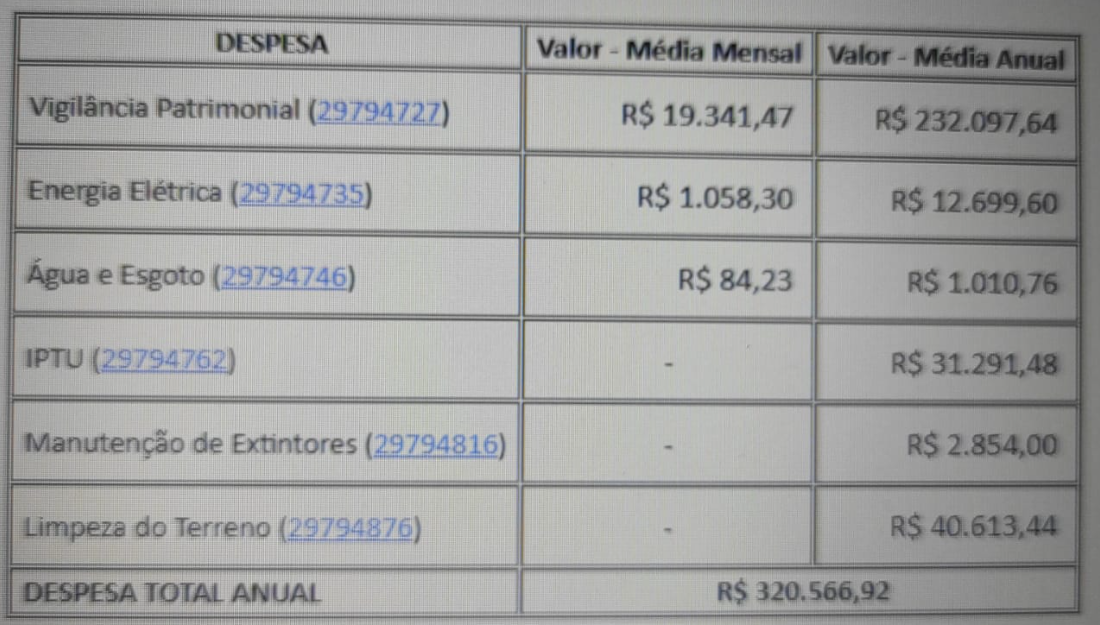 DESPESA Valor - Média Mensal Valor - Média Anual
Vigilância Patrimonial (29794727) R$ 19.341,47 R$ 232.097,64
Energia Elétrica (29794735) R$ 1.058,30 R$ 12.699,60
Água e Esgoto (29794746) R$ 84,23 R$ 1.010,76
IPTU (29794762) - R$ 31.291,48
Manutenção de Extintores (29794816) - R$ 2.854,00
Limpeza do Terreno (29794876) - R$ 40.613,44
DESPESA TOTAL ANUAL R$ 320.566,92